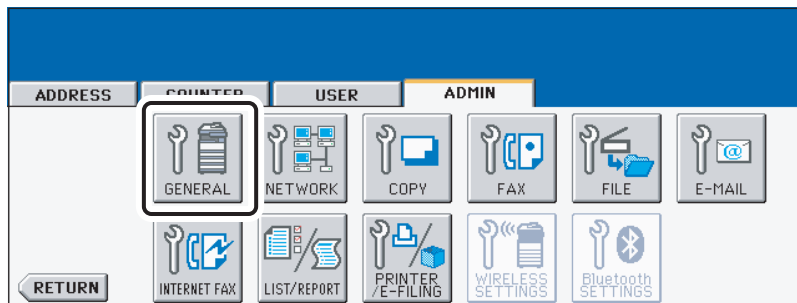 ADDRESS COUNTER USER ADMIN
GENERAL NETWORK COPY FAX FILE E-MAIL
INTERNET FAX LIST/REPORT PRINTER
/E-FILING WIRELESS
SETTINGS Bluetooth
SETTINGS
RETURN